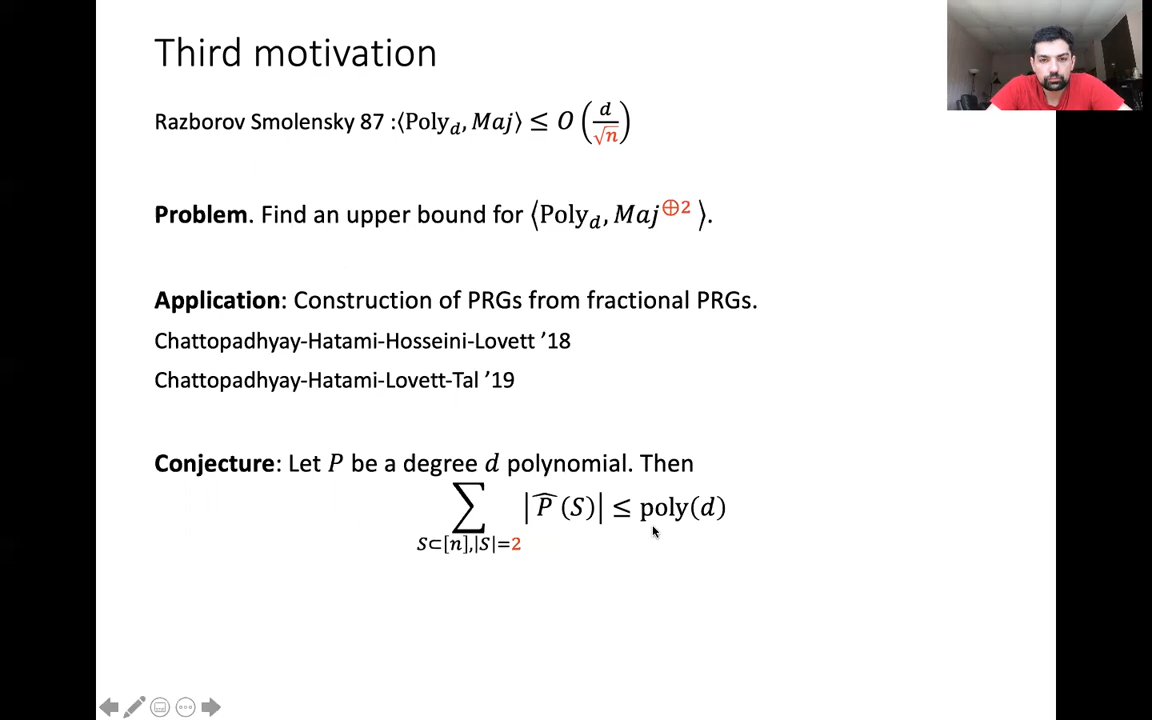 Third motivation
Razborov Smolensky 87 :⟨Poly_d, Maj⟩ ≤ O(d/√n)
Problem. Find an upper bound for ⟨Poly_d, Maj^⊕2 ⟩.
Application: Construction of PRGs from fractional PRGs.
Chattopadhyay-Hatami-Hosseini-Lovett ’18
Chattopadhyay-Hatami-Lovett-Tal ’19
Conjecture: Let P be a degree d polynomial. Then
∑_{S⊂[n],|S|=2} |P̂(S)| ≤ poly(d)